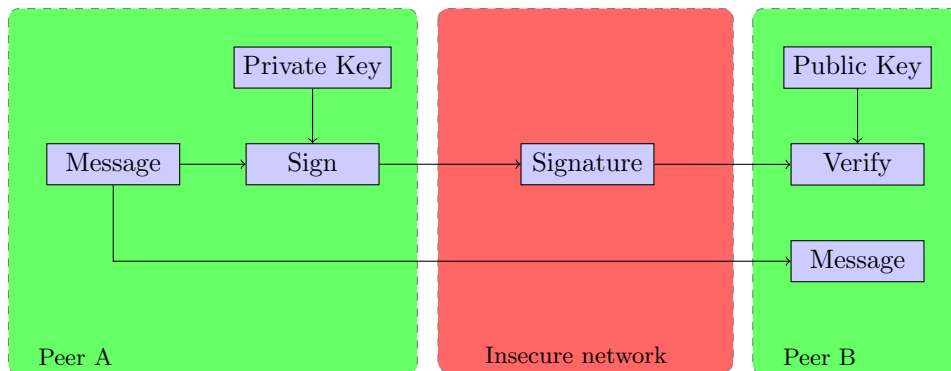 Private Key
Public Key
Message
Sign
Signature
Verify
Message
Peer A
Insecure network
Peer B